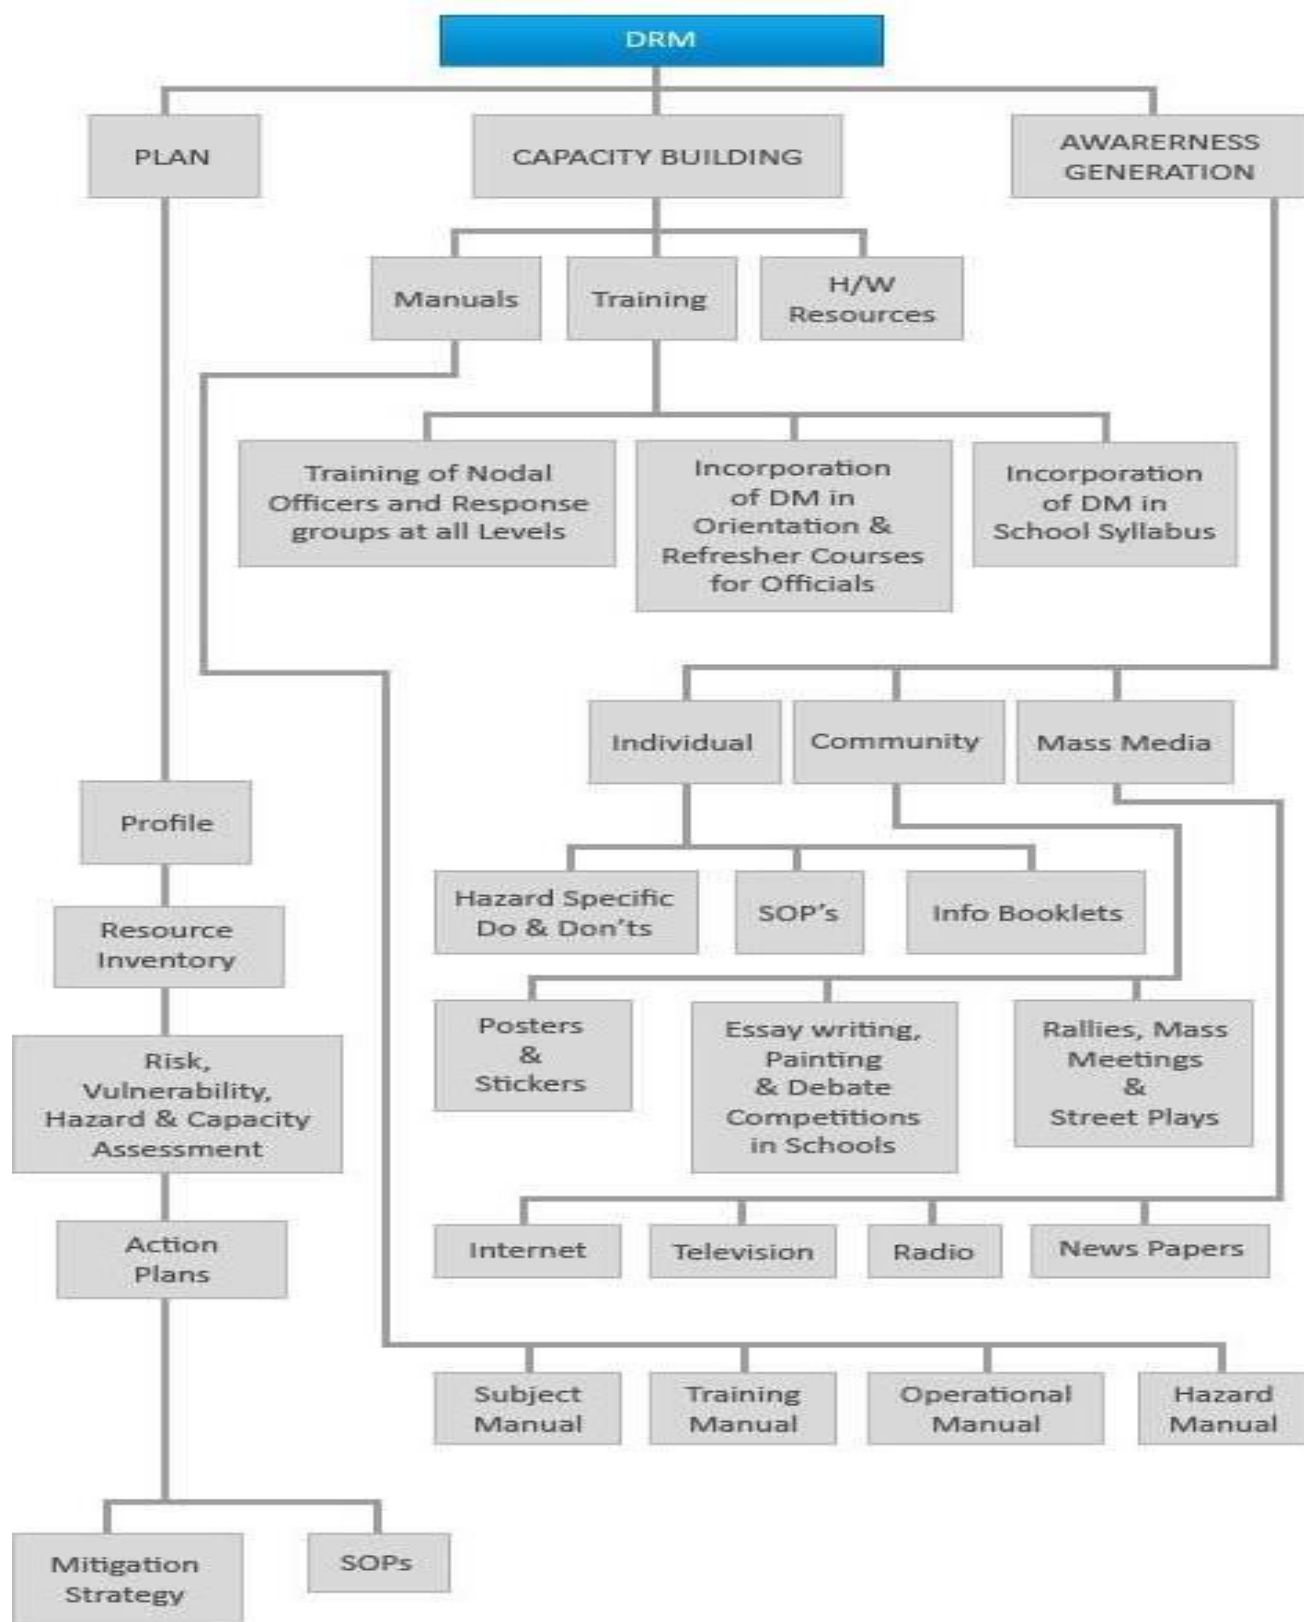 DRM
PLAN
CAPACITY BUILDING
AWARERNESS
GENERATION
Manuals
Training
H/W
Resources
Training of Nodal
Officers and Response
groups at all Levels
Incorporation
of DM in
Orientation &
Refresher Courses
for Officials
Incorporation
of DM in
School Syllabus
Individual
Community
Mass Media
Profile
Hazard Specific
Do & Don'ts
SOP's
Info Booklets
Resource
Inventory
Posters
&
Stickers
Essay writing,
Painting
& Debate
Competitions
in Schools
Rallies, Mass
Meetings
&
Street Plays
Risk,
Vulnerability,
Hazard & Capacity
Assessment
Action
Plans
Internet
Television
Radio
News Papers
Subject
Manual
Training
Manual
Operational
Manual
Hazard
Manual
Mitigation
Strategy
SOPs